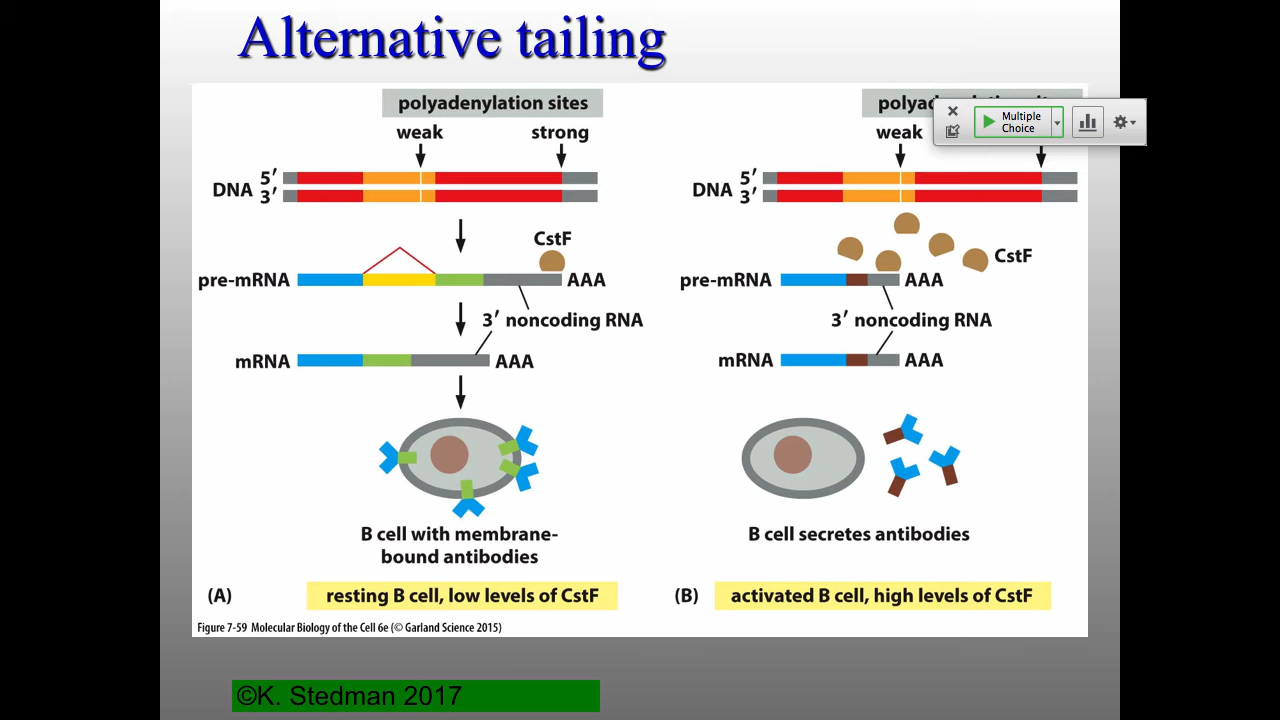 Alternative tailing
polyadenylation sites
weak
strong
5′
DNA
3′
CstF
pre-mRNA
AAA
3′ noncoding RNA
mRNA
AAA
B cell with membrane-
bound antibodies
(A)
resting B cell, low levels of CstF
weak
Multiple
Choice
5′
DNA
3′
CstF
pre-mRNA
AAA
3′ noncoding RNA
mRNA
AAA
B cell secretes antibodies
(B)
activated B cell, high levels of CstF
Figure 7-59 Molecular Biology of the Cell 6e (© Garland Science 2015)
©K. Stedman 2017